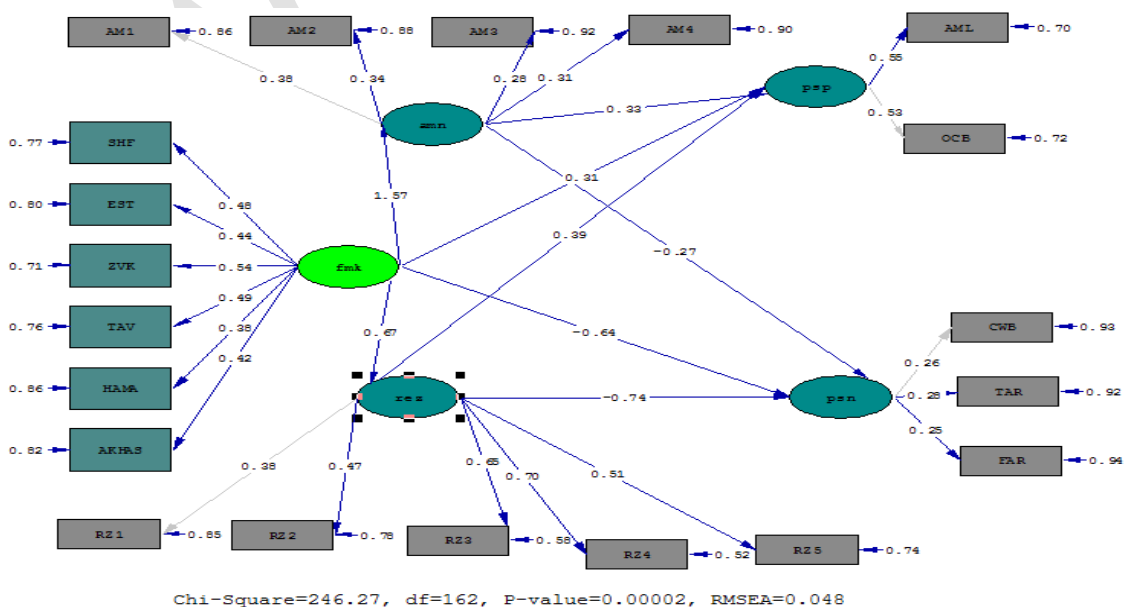 AM1 0.86 AM2 0.88 AM3 0.92 AM4 0.90 AML 0.70
0.38 0.34 0.28 0.31 0.55
psp
0.33 0.53
amn
OCB 0.72
0.77 SHF
0.31
1.57
0.80 EST 0.48
0.44 0.39 -0.27
0.71 ZVK 0.54 fmk
0.49
0.76 TAV 0.38 0.67 -0.64 CWB 0.93
0.42 0.26
0.86 HAMA rez -0.74 psn 0.28 TAR 0.92
0.25
0.82 AKHAS FAR 0.94
0.38 0.47 0.65 0.70 0.51
RZ1 0.85 RZ2 0.78 RZ3 0.58 RZ4 0.52 RZ5 0.74
Chi-Square=246.27, df=162, P-value=0.00002, RMSEA=0.048